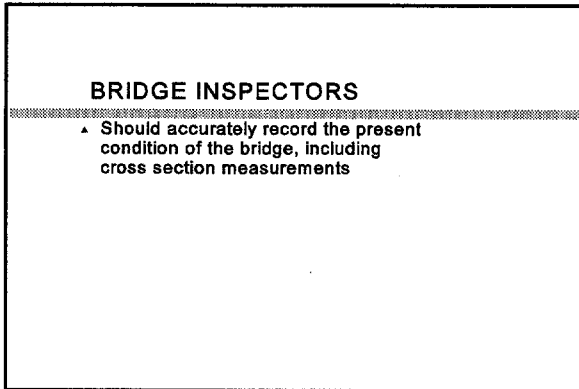 BRIDGE INSPECTORS
▲ Should accurately record the present
condition of the bridge, including
cross section measurements